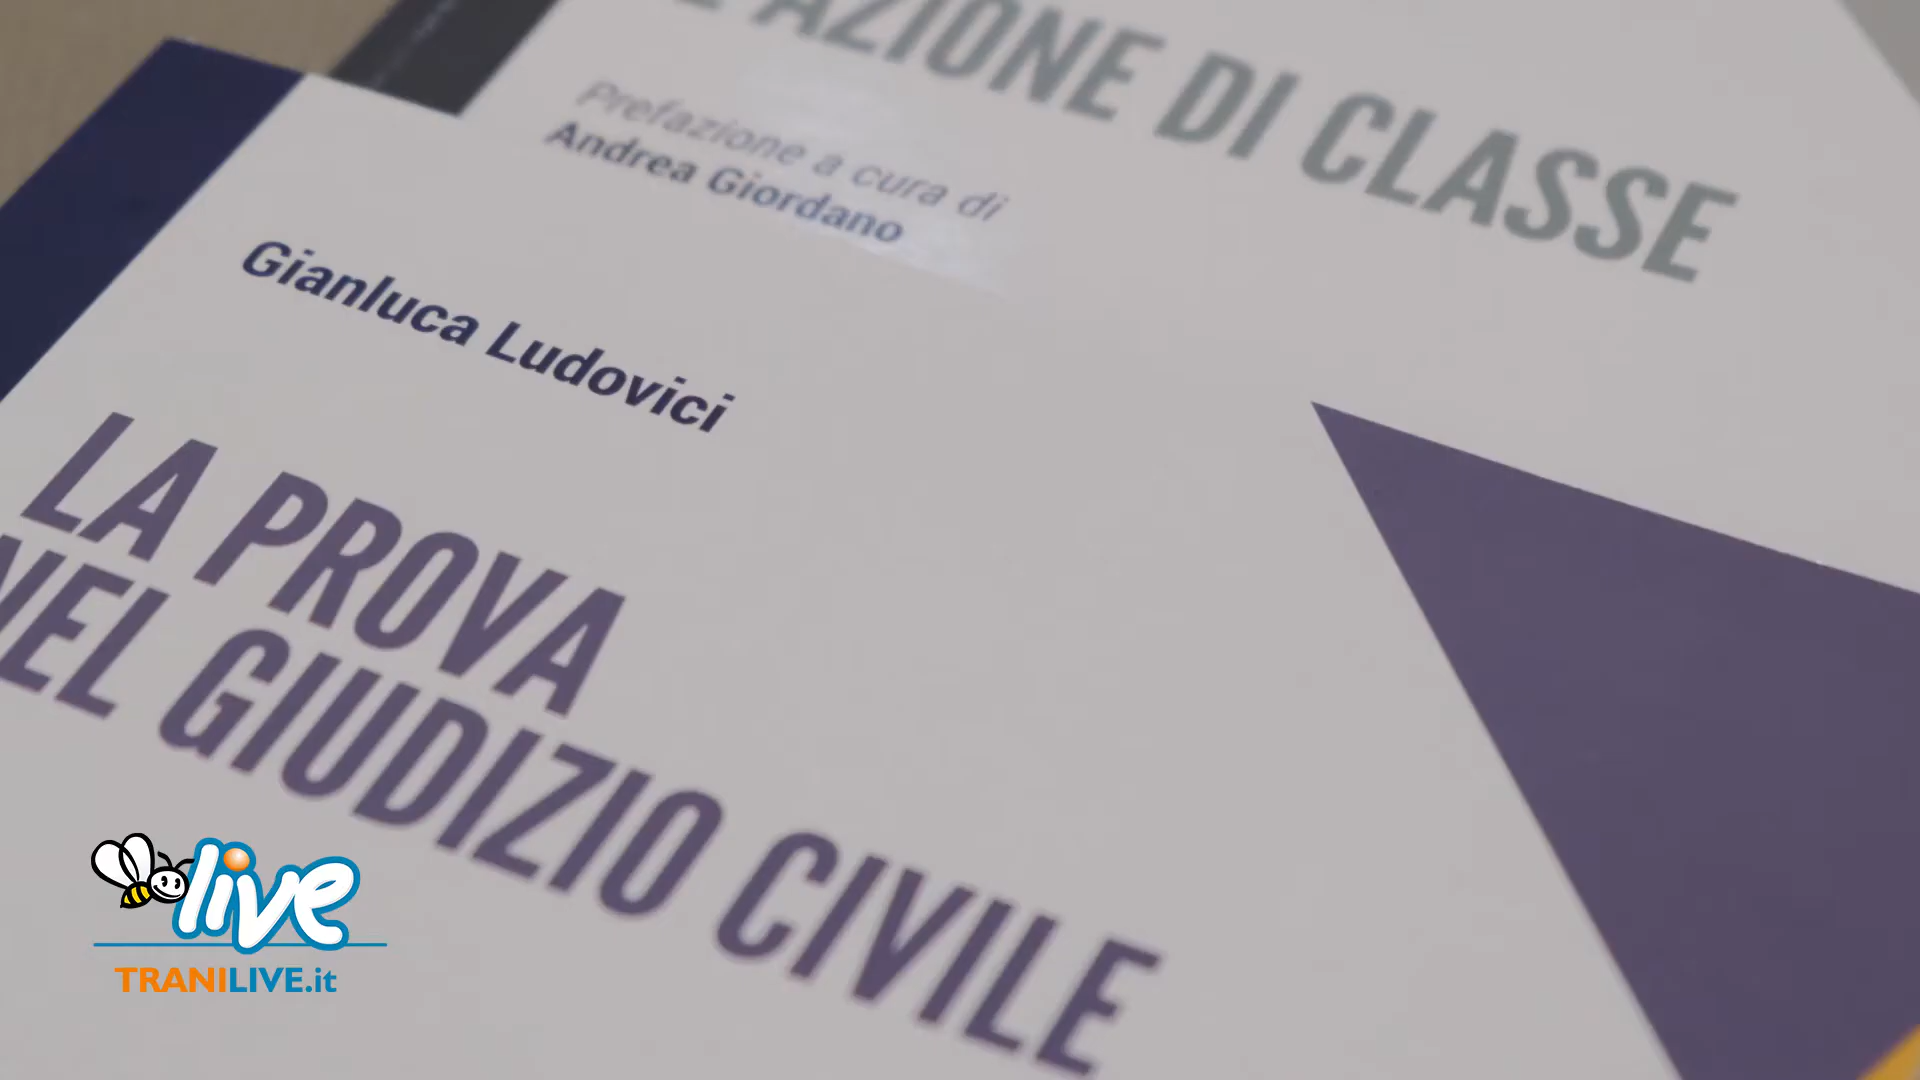 AZIONE DI CLASSE
Prefazione a cura di
Andrea Giordano
Gianluca Ludovici
LA PROVA
NEL GIUDIZIO CIVILE
live
TRANILIVE.it